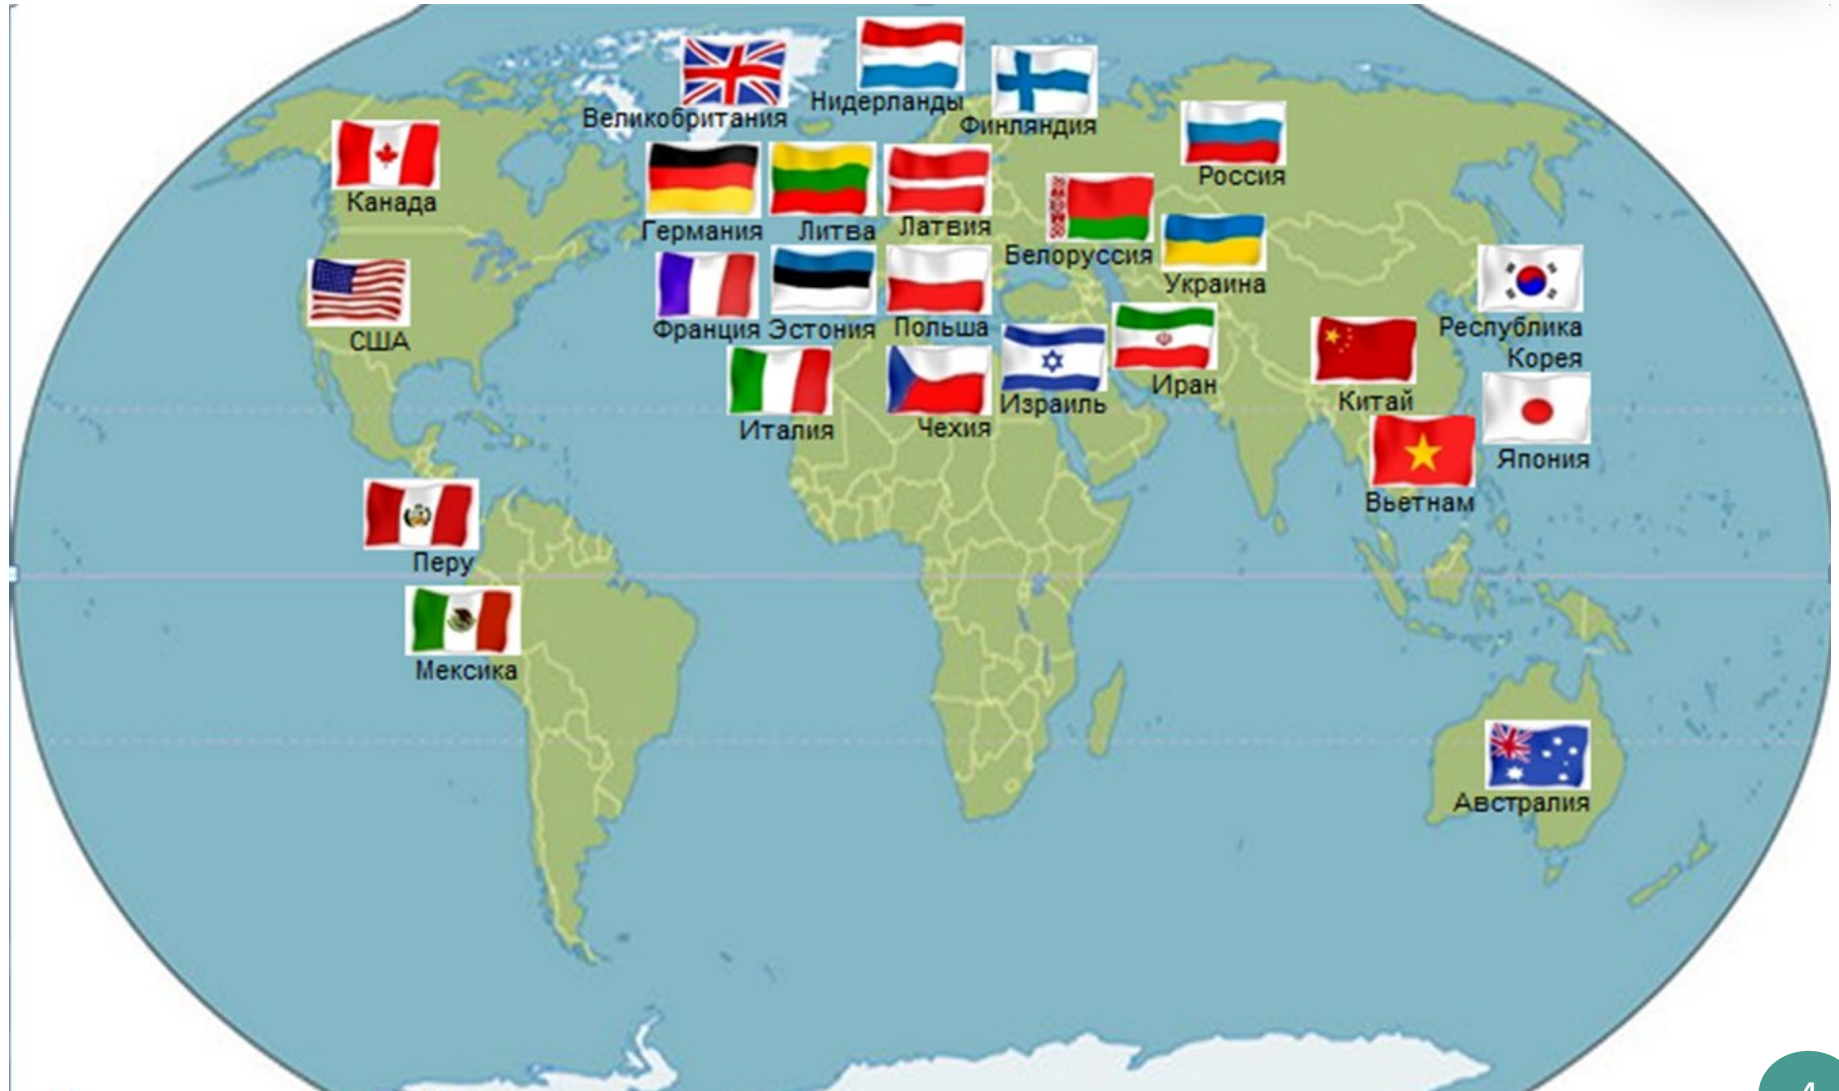 Великобритания
Нидерланды
Финляндия
Канада
Россия
Германия
Литва
Латвия
Белоруссия
Украина
США
Франция
Эстония
Польша
Республика
Корея
Израиль
Иран
Китай
Италия
Чехия
Япония
Вьетнам
Перу
Мексика
Австралия
4